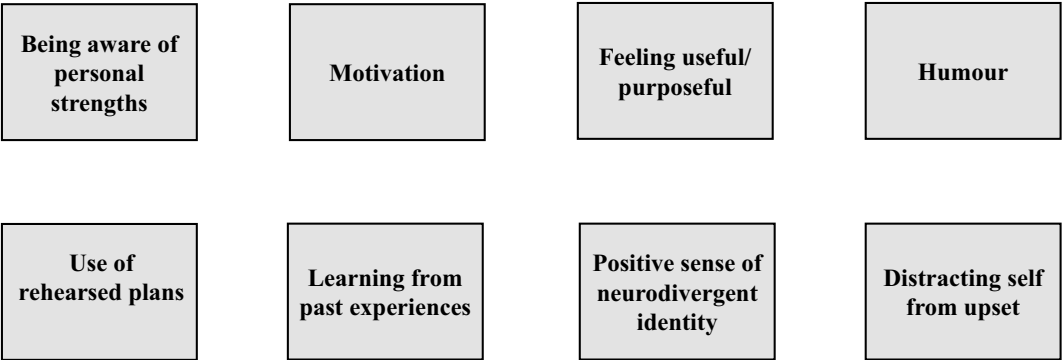 Being aware of
personal
strengths
Motivation
Feeling useful/
purposeful
Humour
Use of
rehearsed plans
Learning from
past experiences
Positive sense of
neurodivergent
identity
Distracting self
from upset